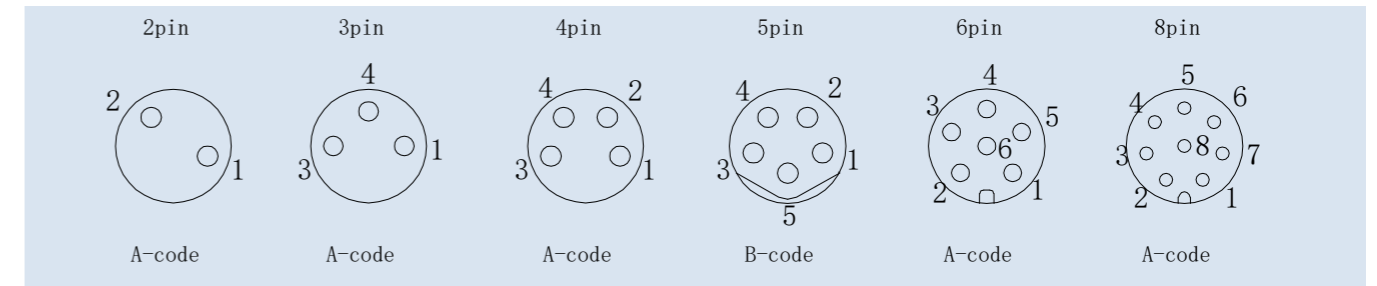 2pin 3pin 4pin 5pin 6pin 8pin
4 4 5
2 4 2 4 2 3 5 4 6
6 3 8 7
3 1
2 1 3 1 3 1 2 1 2 1
5
A-code A-code A-code B-code A-code A-code